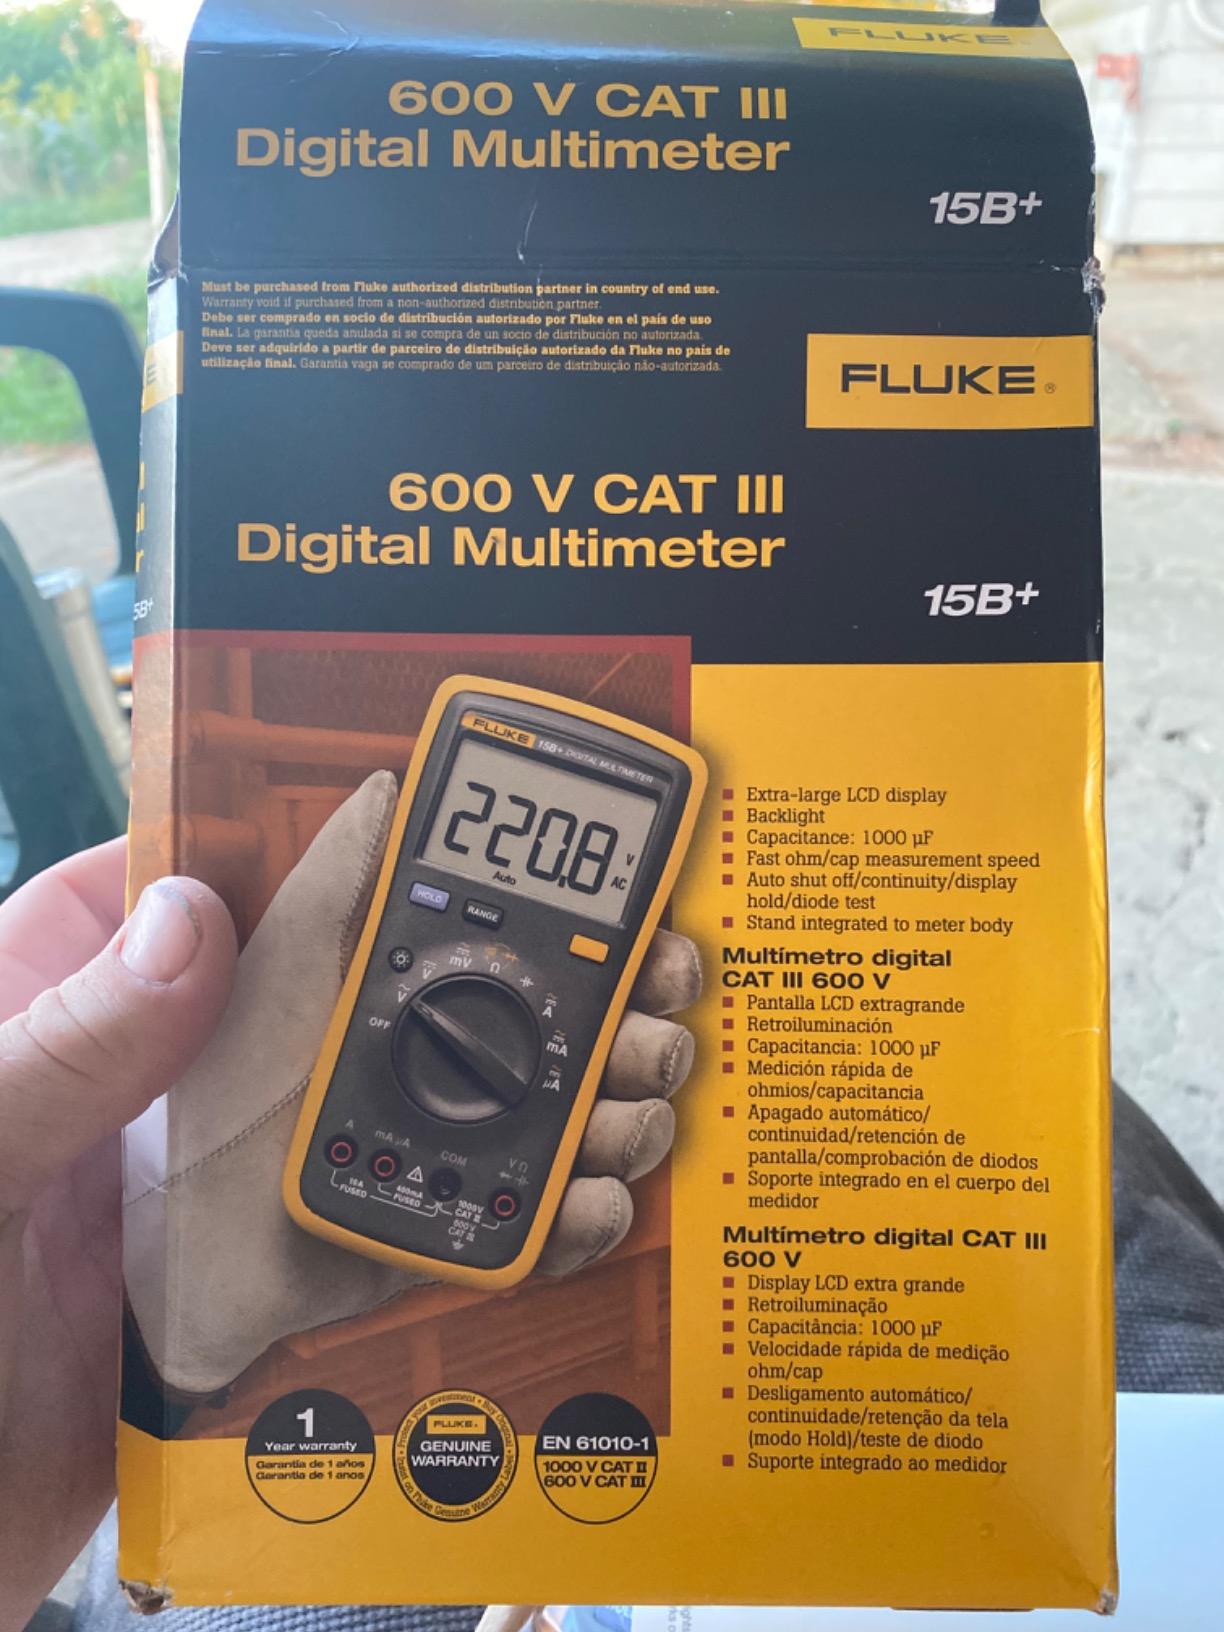 FLUKE
600 V CAT III
Digital Multimeter
15B+
Must be purchased from Fluke authorized distribution partner in country of end use.
Warranty void if purchased from a non-authorized distribution partner.
Debe ser comprado en socio de distribución autorizado por Fluke en el país de uso
final. La garantía queda anulada si se compra de un socio de distribución no autorizada.
Deve ser adquirido a partir de parceiro de distribuição autorizado da Fluke no país de
utilização final. Garantia vaga se comprado de um parceiro de distribuição não-autorizada.
FLUKE®
600 V CAT III
Digital Multimeter
15B+
5B+
FLUKE 15B+ DIGITAL MULTIMETER
220.8
V
AC
Auto
HOLD
RANGE
OFF
V
V
mV
Ω
A
mA
µA
A
mA µA
COM
V Ω
10A
FUSED
400mA
FUSED
1000V
CAT II
600V
CAT III
Extra-large LCD display
Backlight
Capacitance: 1000 µF
Fast ohm/cap measurement speed
Auto shut off/continuity/display
hold/diode test
Stand integrated to meter body
Multímetro digital
CAT III 600 V
Pantalla LCD extragrande
Retroiluminación
Capacitancia: 1000 µF
Medición rápida de
ohmios/capacitancia
Apagado automático/
continuidad/retención de
pantalla/comprobación de diodos
Soporte integrado en el cuerpo del
medidor
Multímetro digital CAT III
600 V
Display LCD extra grande
Retroiluminação
Capacitância: 1000 µF
Velocidade rápida de medição
ohm/cap
Desligamento automático/
continuidade/retenção da tela
(modo Hold)/teste de diodo
Suporte integrado ao medidor
1
Year warranty
Garantía de 1 años
Garantia de 1 anos
Protect your investment • Buy Original •
FLUKE®
GENUINE
WARRANTY
Insist on Fluke Genuine Warranty Label •
EN 61010-1
1000 V CAT II
600 V CAT III